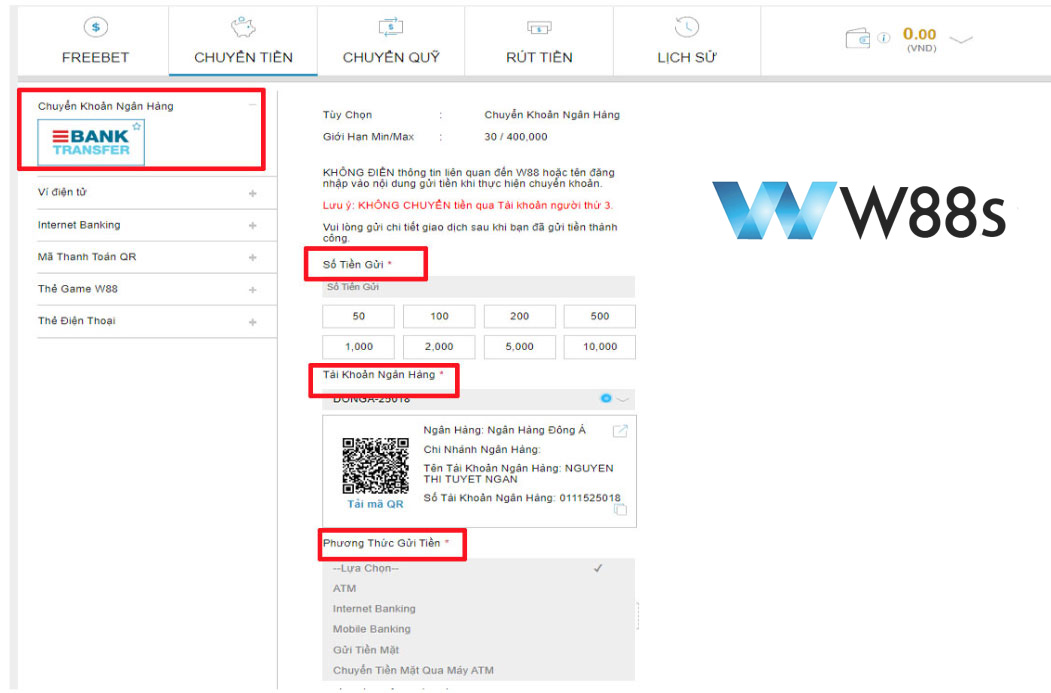 FREEBET
CHUYỂN TIỀN
CHUYỂN QUỸ
RÚT TIỀN
LỊCH SỬ
0.00
(VND)
Chuyển Khoản Ngân Hàng
BANK
TRANSFER
Ví điện tử
Internet Banking
Mã Thanh Toán QR
Thẻ Game W88
Thẻ Điện Thoại
Tùy Chọn : Chuyển Khoản Ngân Hàng
Giới Hạn Min/Max : 30 / 400,000
KHÔNG ĐIỀN thông tin liên quan đến W88 hoặc tên đăng
nhập vào nội dung gửi tiền khi thực hiện chuyển khoản.
Lưu ý: KHÔNG CHUYỂN tiền qua Tài khoản người thứ 3.
Vui lòng gửi chi tiết giao dịch sau khi bạn đã gửi tiền thành
công.
Số Tiền Gửi *
Số Tiền Gửi
50 100 200 500
1,000 2,000 5,000 10,000
Tài Khoản Ngân Hàng *
DONGA-25018
Ngân Hàng: Ngân Hàng Đông Á
Chi Nhánh Ngân Hàng:
Tên Tài Khoản Ngân Hàng: NGUYEN
THI TUYET NGAN
Số Tài Khoản Ngân Hàng: 0111525018
Tải mã QR
Phương Thức Gửi Tiền *
--Lựa Chọn--
ATM
Internet Banking
Mobile Banking
Gửi Tiền Mặt
Chuyển Tiền Mặt Qua Máy ATM
W88s